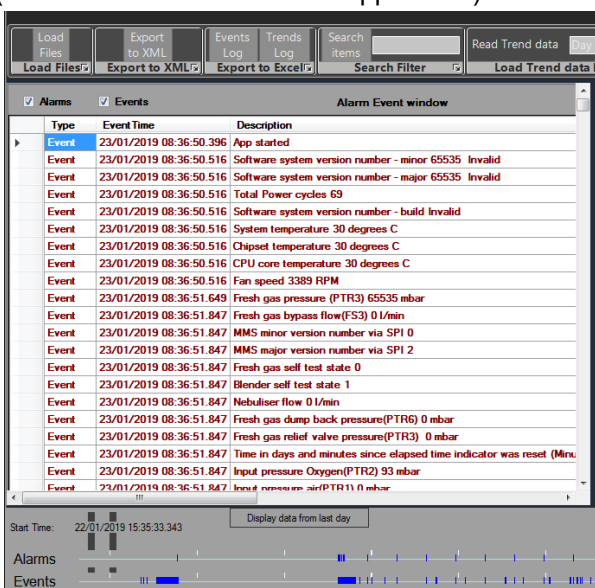 Load Files Export to XML Events Log Trends Log Search items Read Trend data Day
Load Files Export to XML Export to Excel Search Filter Load Trend data
Alarms Events Alarm Event window
Type Event Time Description
Event 23/01/2019 08:36:50.396 App started
Event 23/01/2019 08:36:50.516 Software system version number - minor 65535 Invalid
Event 23/01/2019 08:36:50.516 Software system version number - major 65535 Invalid
Event 23/01/2019 08:36:50.516 Total Power cycles 69
Event 23/01/2019 08:36:50.516 Software system version number - build Invalid
Event 23/01/2019 08:36:50.516 System temperature 30 degrees C
Event 23/01/2019 08:36:50.516 Chipset temperature 30 degrees C
Event 23/01/2019 08:36:50.516 CPU core temperature 30 degrees C
Event 23/01/2019 08:36:50.516 Fan speed 3389 RPM
Event 23/01/2019 08:36:51.649 Fresh gas pressure (PTR3) 65535 mbar
Event 23/01/2019 08:36:51.847 Fresh gas bypass flow(FS3) 0 l/min
Event 23/01/2019 08:36:51.847 MMS minor version number via SPI 0
Event 23/01/2019 08:36:51.847 MMS major version number via SPI 2
Event 23/01/2019 08:36:51.847 Fresh gas self test state 0
Event 23/01/2019 08:36:51.847 Blender self test state 1
Event 23/01/2019 08:36:51.847 Nebuliser flow 0 l/min
Event 23/01/2019 08:36:51.847 Fresh gas dump back pressure(PTR6) 0 mbar
Event 23/01/2019 08:36:51.847 Fresh gas relief valve pressure(PTR3) 0 mbar
Event 23/01/2019 08:36:51.847 Time in days and minutes since elapsed time indicator was reset (Minu
Event 23/01/2019 08:36:51.847 Input pressure Oxygen(PTR2) 93 mbar
Event 23/01/2019 08:36:51.847 Input pressure air(PTR1) 0 mbar
Start Time: 22/01/2019 15:35:33.343 Display data from last day
Alarms
Events